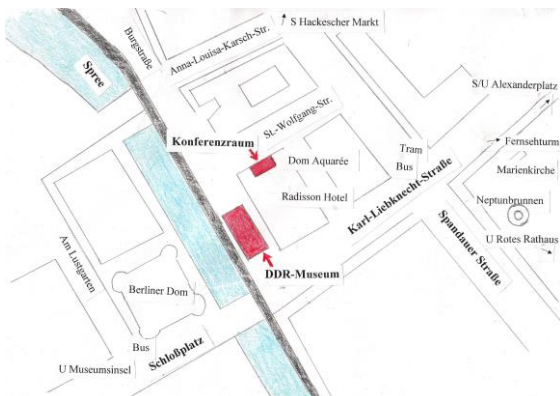 S Hackescher Markt
Burgstraße
Anna-Louisa-Karsch-Str.
Spree
S/U Alexanderplatz
St.-Wolfgang-Str.
Konferenzraum
Tram
Bus
Fernsehturm
Dom Aquarée
Marienkirche
Radisson Hotel
Karl-Liebknecht-Straße
Neptunbrunnen
Spandauer Straße
U Rotes Rathaus
Am Lustgarten
DDR-Museum
Berliner Dom
Bus
Schloßplatz
U Museumsinsel